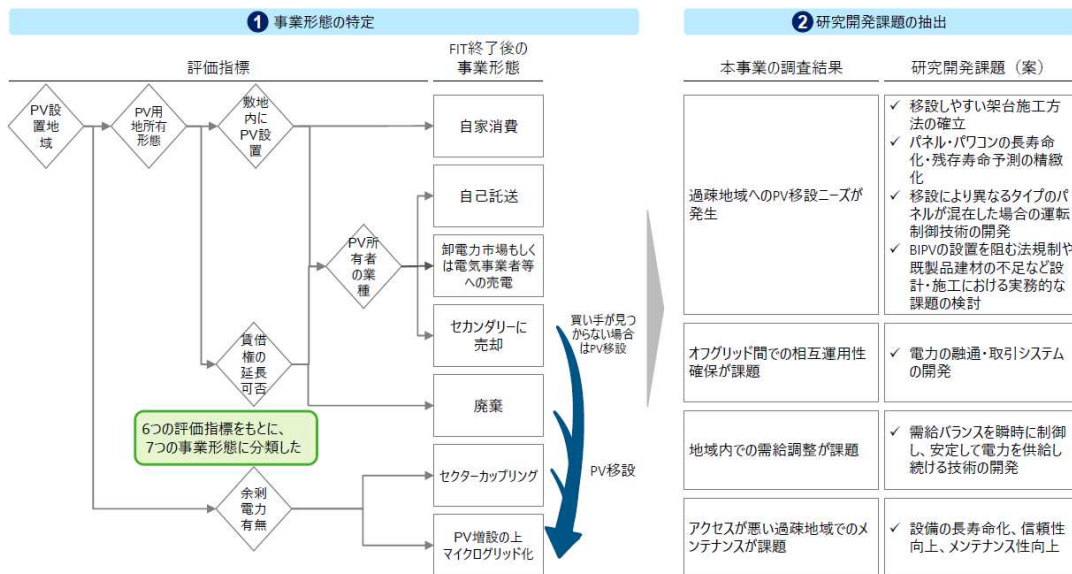 1 事業形態の特定
評価指標
FIT終了後の
事業形態
PV設
置地
域
PV用
地所有
形態
敷地
内に
PV設
置
自家消費
自己託送
PV所
有者
の業
種
卸電力市場もしく
は電気事業者等
への売電
セカンダリーに
売却
買い手が見つ
からない場合
はPV移設
賃借
権の
延長
可否
廃棄
6つの評価指標をもとに、
7つの事業形態に分類した
余剰
電力
有無
セクターカップリング
PV移設
PV増設の上
マイクログリッド化
2 研究開発課題の抽出
本事業の調査結果
研究開発課題（案）
過疎地域へのPV移設ニーズが
発生
✓ 移設しやすい架台施工方
法の確立
✓ パネル・パワコンの長寿命
化・残存寿命予測の精緻
化
✓ 移設により異なるタイプのパ
ネルが混在した場合の運転
制御技術の開発
✓ BIPVの設置を阻む法規制や
既製品建材の不足など設
計・施工における実務的な
課題の検討
オフグリッド間での相互運用性
確保が課題
✓ 電力の融通・取引システム
の開発
地域内での需給調整が課題
✓ 需給バランスを瞬時に制御
し、安定して電力を供給し
続ける技術の開発
アクセスが悪い過疎地域でのメ
ンテナンスが課題
✓ 設備の長寿命化、信頼性
向上、メンテナンス性向上